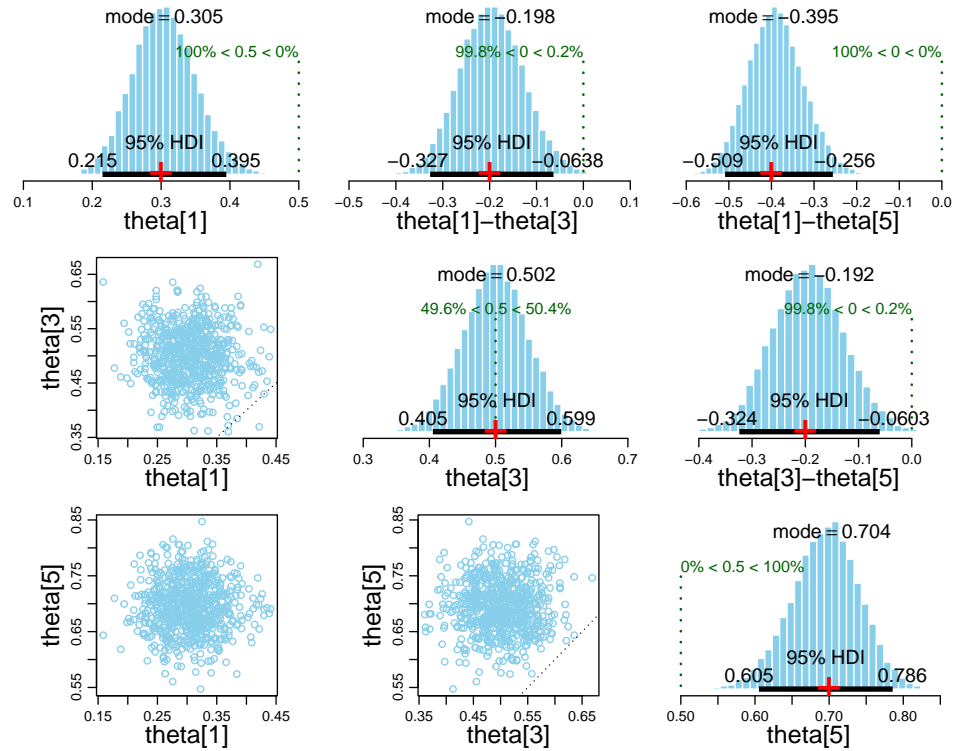 mode = 0.305
100% < 0.5 < 0%
95% HDI
0.215
0.395
0.1 0.2 0.3 0.4 0.5
theta[1]
mode = −0.198
99.8% < 0 < 0.2%
95% HDI
−0.327
−0.0638
−0.5 −0.4 −0.3 −0.2 −0.1 0.0 0.1
theta[1]−theta[3]
mode = −0.395
100% < 0 < 0%
95% HDI
−0.509
−0.256
−0.6 −0.5 −0.4 −0.3 −0.2 −0.1 0.0
theta[1]−theta[5]
theta[3]
0.35 0.45 0.55 0.65
0.15 0.25 0.35 0.45
theta[1]
mode = 0.502
49.6% < 0.5 < 50.4%
95% HDI
0.405
0.599
0.3 0.4 0.5 0.6 0.7
theta[3]
mode = −0.192
99.8% < 0 < 0.2%
95% HDI
−0.324
−0.0603
−0.4 −0.3 −0.2 −0.1 0.0
theta[3]−theta[5]
theta[5]
0.55 0.65 0.75 0.85
0.15 0.25 0.35 0.45
theta[1]
theta[5]
0.55 0.65 0.75 0.85
0.35 0.45 0.55 0.65
theta[3]
mode = 0.704
0% < 0.5 < 100%
95% HDI
0.605
0.786
0.50 0.60 0.70 0.80
theta[5]